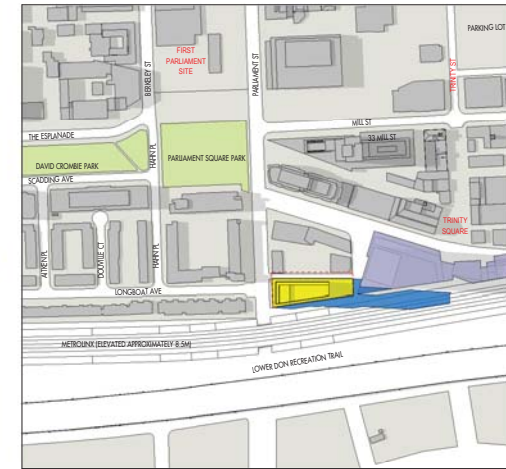 PARKING LOT
FIRST
PARLIAMENT
SITE
BERKELEY ST
PARLIAMENT ST
TRINITY ST
MILL ST
THE ESPLANADE
HAHN PL
33 MILL ST
DAVID CROMBIE PARK
PARLIAMENT SQUARE PARK
SCADDING AVE
TRINITY
SQUARE
AITKEN PL
DOUVILLE CT
HAHN PL
LONGBOAT AVE
METROLINX (ELEVATED APPROXIMATELY 8.5M)
LOWER DON RECREATION TRAIL